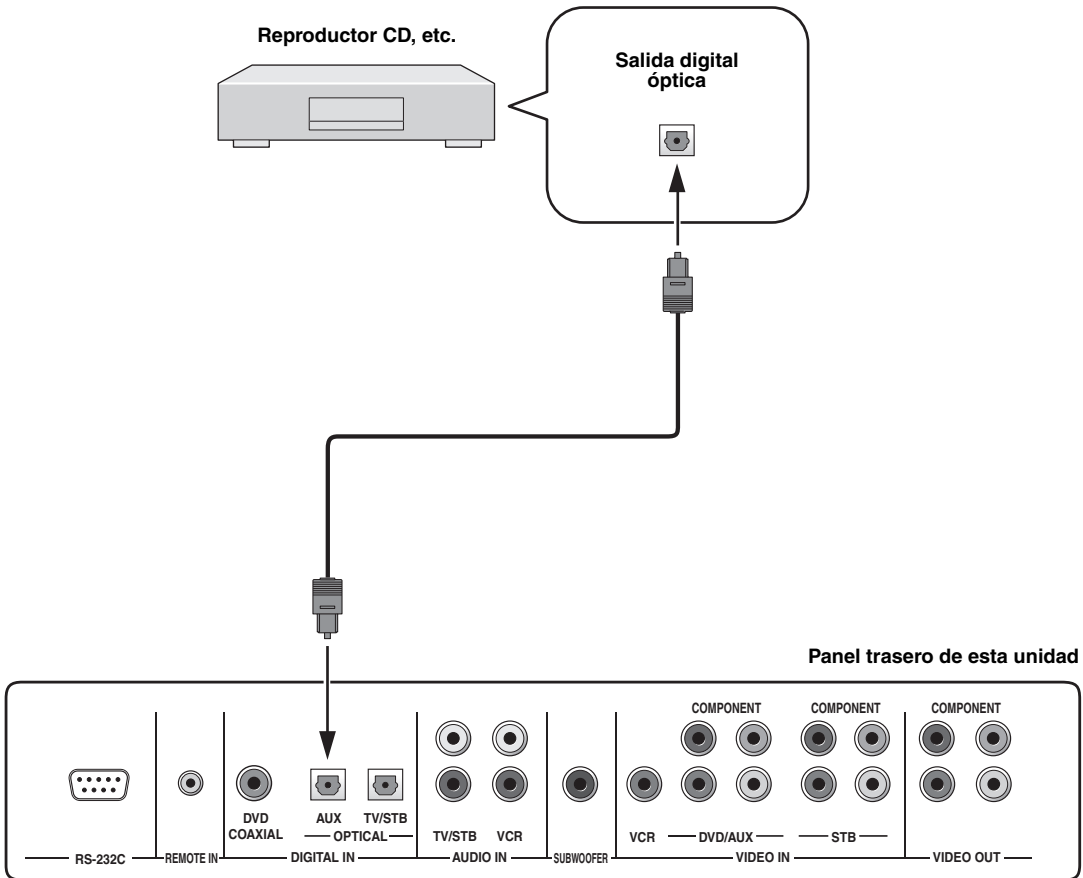 Reproductor CD, etc.
Salida digital
óptica
Panel trasero de esta unidad
COMPONENT
COMPONENT
COMPONENT
DVD
COAXIAL
AUX
TV/STB
OPTICAL
TV/STB
VCR
VCR
DVD/AUX
STB
RS-232C
REMOTE IN
DIGITAL IN
AUDIO IN
SUBWOOFER
VIDEO IN
VIDEO OUT